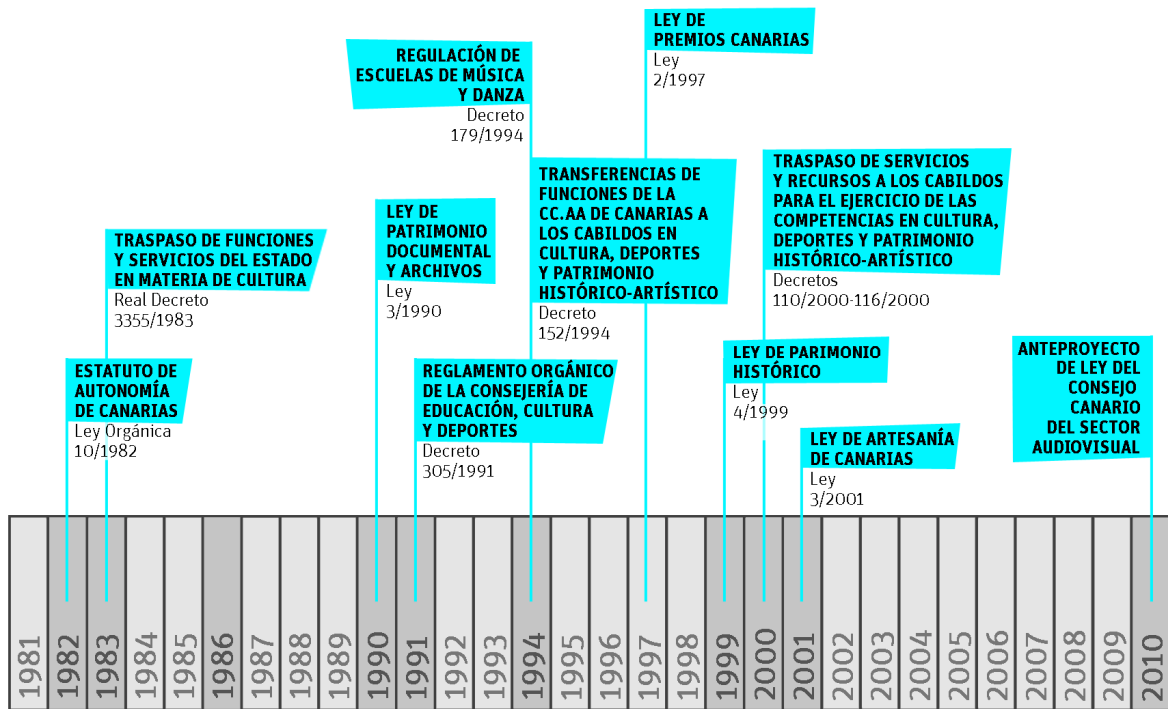 LEY DE
PREMIOS CANARIAS
Ley
2/1997
REGULACIÓN DE
ESCUELAS DE MÚSICA
Y DANZA
Decreto
179/1994
TRANSFERENCIAS DE
FUNCIONES DE LA
CC.AA DE CANARIAS A
LOS CABILDOS EN
CULTURA, DEPORTES
Y PATRIMONIO
HISTÓRICO-ARTÍSTICO
Decreto
152/1994
TRASPASO DE SERVICIOS
Y RECURSOS A LOS CABILDOS
PARA EL EJERCICIO DE LAS
COMPETENCIAS EN CULTURA,
DEPORTES Y PATRIMONIO
HISTÓRICO-ARTÍSTICO
Decretos
110/2000-116/2000
LEY DE
PATRIMONIO
DOCUMENTAL
Y ARCHIVOS
Ley
3/1990
TRASPASO DE FUNCIONES
Y SERVICIOS DEL ESTADO
EN MATERIA DE CULTURA
Real Decreto
3355/1983
ESTATUTO DE
AUTONOMÍA
DE CANARIAS
Ley Orgánica
10/1982
REGLAMENTO ORGÁNICO
DE LA CONSEJERÍA DE
EDUCACIÓN, CULTURA
Y DEPORTES
Decreto
305/1991
LEY DE PARIMONIO
HISTÓRICO
Ley
4/1999
LEY DE ARTESANÍA
DE CANARIAS
Ley
3/2001
ANTEPROYECTO
DE LEY DEL
CONSEJO
CANARIO
DEL SECTOR
AUDIOVISUAL
1981
1982
1983
1984
1985
1986
1987
1988
1989
1990
1991
1992
1993
1994
1995
1996
1997
1998
1999
2000
2001
2002
2003
2004
2005
2006
2007
2008
2009
2010